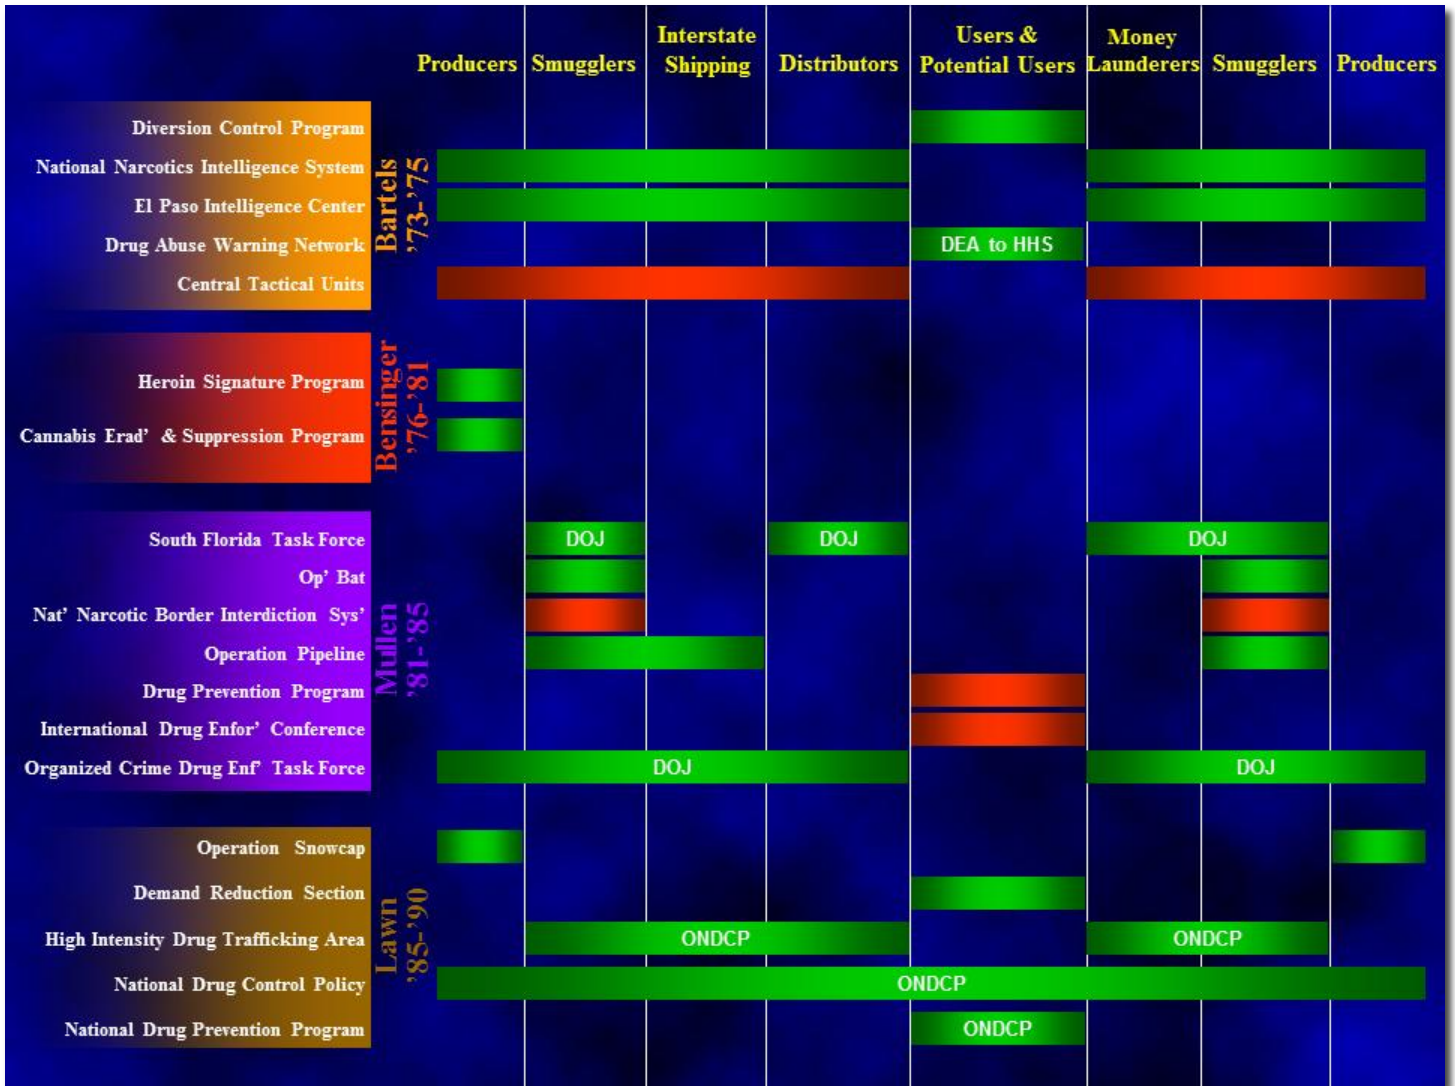 Producers
Smugglers
Interstate
Shipping
Distributors
Users &
Potential Users
Money
Launderers
Smugglers
Producers
Diversion Control Program
National Narcotics Intelligence System
El Paso Intelligence Center
Drug Abuse Warning Network
DEA to HHS
Central Tactical Units
Bartels
’73-’75
Heroin Signature Program
Cannabis Erad’ & Suppression Program
Bensinger
’76-’81
South Florida Task Force
DOJ
DOJ
DOJ
Op’ Bat
Nat’ Narcotic Border Interdiction Sys’
Operation Pipeline
Drug Prevention Program
International Drug Enfor’ Conference
Organized Crime Drug Enf’ Task Force
DOJ
DOJ
Mullen
’81-’85
Operation Snowcap
Demand Reduction Section
High Intensity Drug Trafficking Area
ONDCP
ONDCP
National Drug Control Policy
ONDCP
National Drug Prevention Program
ONDCP
Lawn
’85-’90